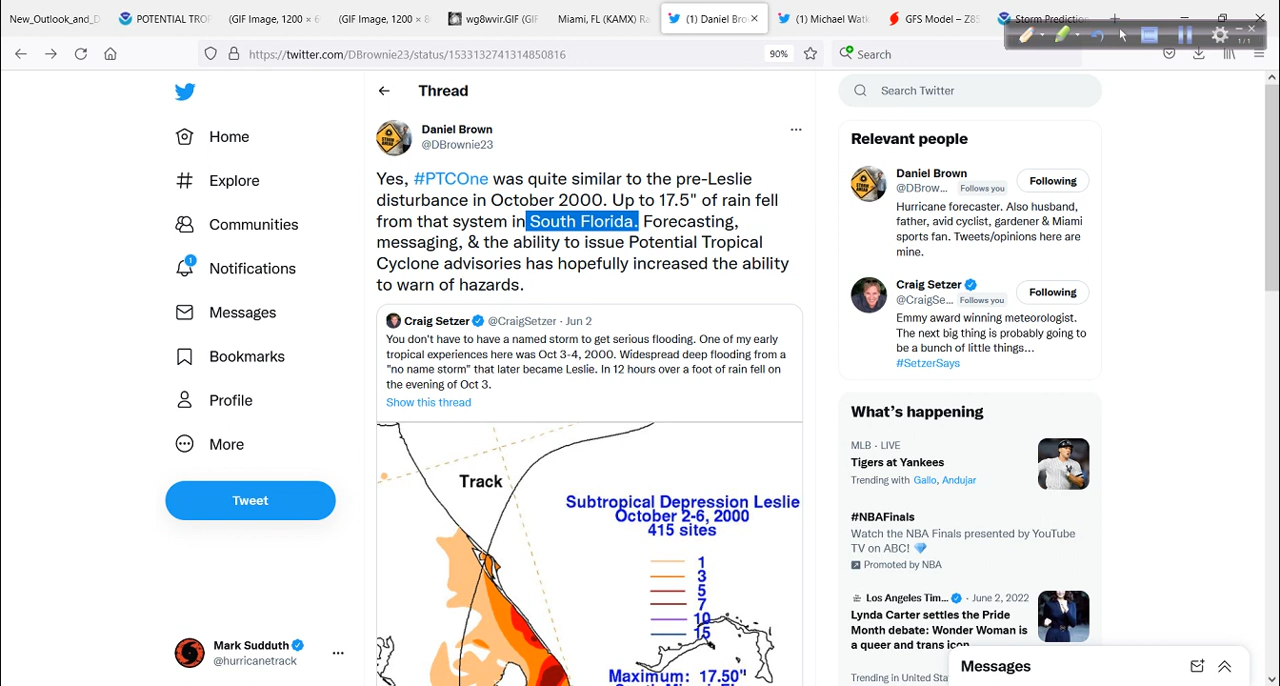 New_Outlook_and_D
POTENTIAL TROP
(GIF Image, 1200 × 6
(GIF Image, 1200 × 8
wg8wvir.GIF (GIF
Miami, FL (KAMX) Ra
(1) Daniel Bro
(1) Michael Watk
GFS Model – Z8
Storm Prediction
https://twitter.com/DBrownie23/status/1533132741314850816
90%
Search
1/1
Home
Explore
Communities
1
Notifications
Messages
Bookmarks
Profile
More
Tweet
Mark Sudduth
@hurricanetrack
Thread
Daniel Brown
@DBrownie23
Yes, #PTCOne was quite similar to the pre-Leslie
disturbance in October 2000. Up to 17.5" of rain fell
from that system in South Florida. Forecasting,
messaging, & the ability to issue Potential Tropical
Cyclone advisories has hopefully increased the ability
to warn of hazards.
Craig Setzer @CraigSetzer · Jun 2
You don't have to have a named storm to get serious flooding. One of my early
tropical experiences here was Oct 3-4, 2000. Widespread deep flooding from a
"no name storm" that later became Leslie. In 12 hours over a foot of rain fell on
the evening of Oct 3.
Show this thread
Track
Subtropical Depression Leslie
October 2-6, 2000
415 sites
1
3
5
7
10
15
Maximum: 17.50"
Search Twitter
Relevant people
Daniel Brown
@DBrow... Follows you
Following
Hurricane forecaster. Also husband,
father, avid cyclist, gardener & Miami
sports fan. Tweets/opinions here are
mine.
Craig Setzer
@CraigSe... Follows you
Following
Emmy award winning meteorologist.
The next big thing is probably going to
be a bunch of little things...
#SetzerSays
What's happening
MLB · LIVE
Tigers at Yankees
Trending with Gallo, Andujar
#NBAFinals
Watch the NBA Finals presented by YouTube
TV on ABC!
Promoted by NBA
Los Angeles Tim... · June 2, 2022
Lynda Carter settles the Pride
Month debate: Wonder Woman is
a queer and trans icon
Trending in United Sta
Messages